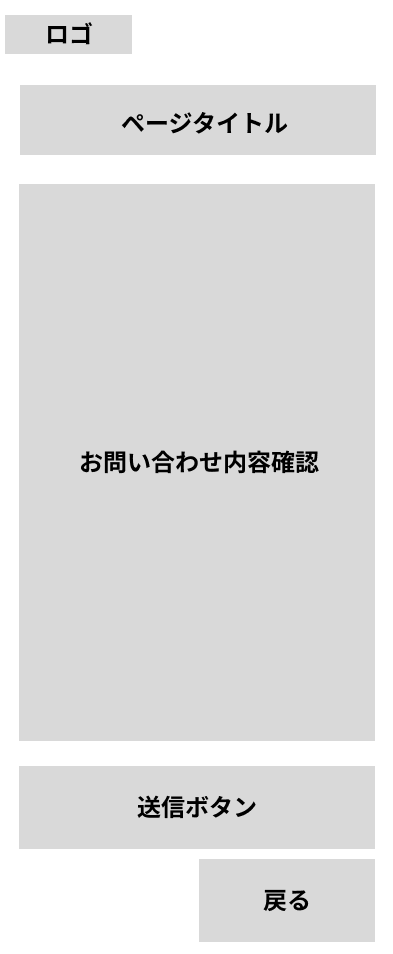 ロゴ
ページタイトル
お問い合わせ内容確認
送信ボタン
戻る